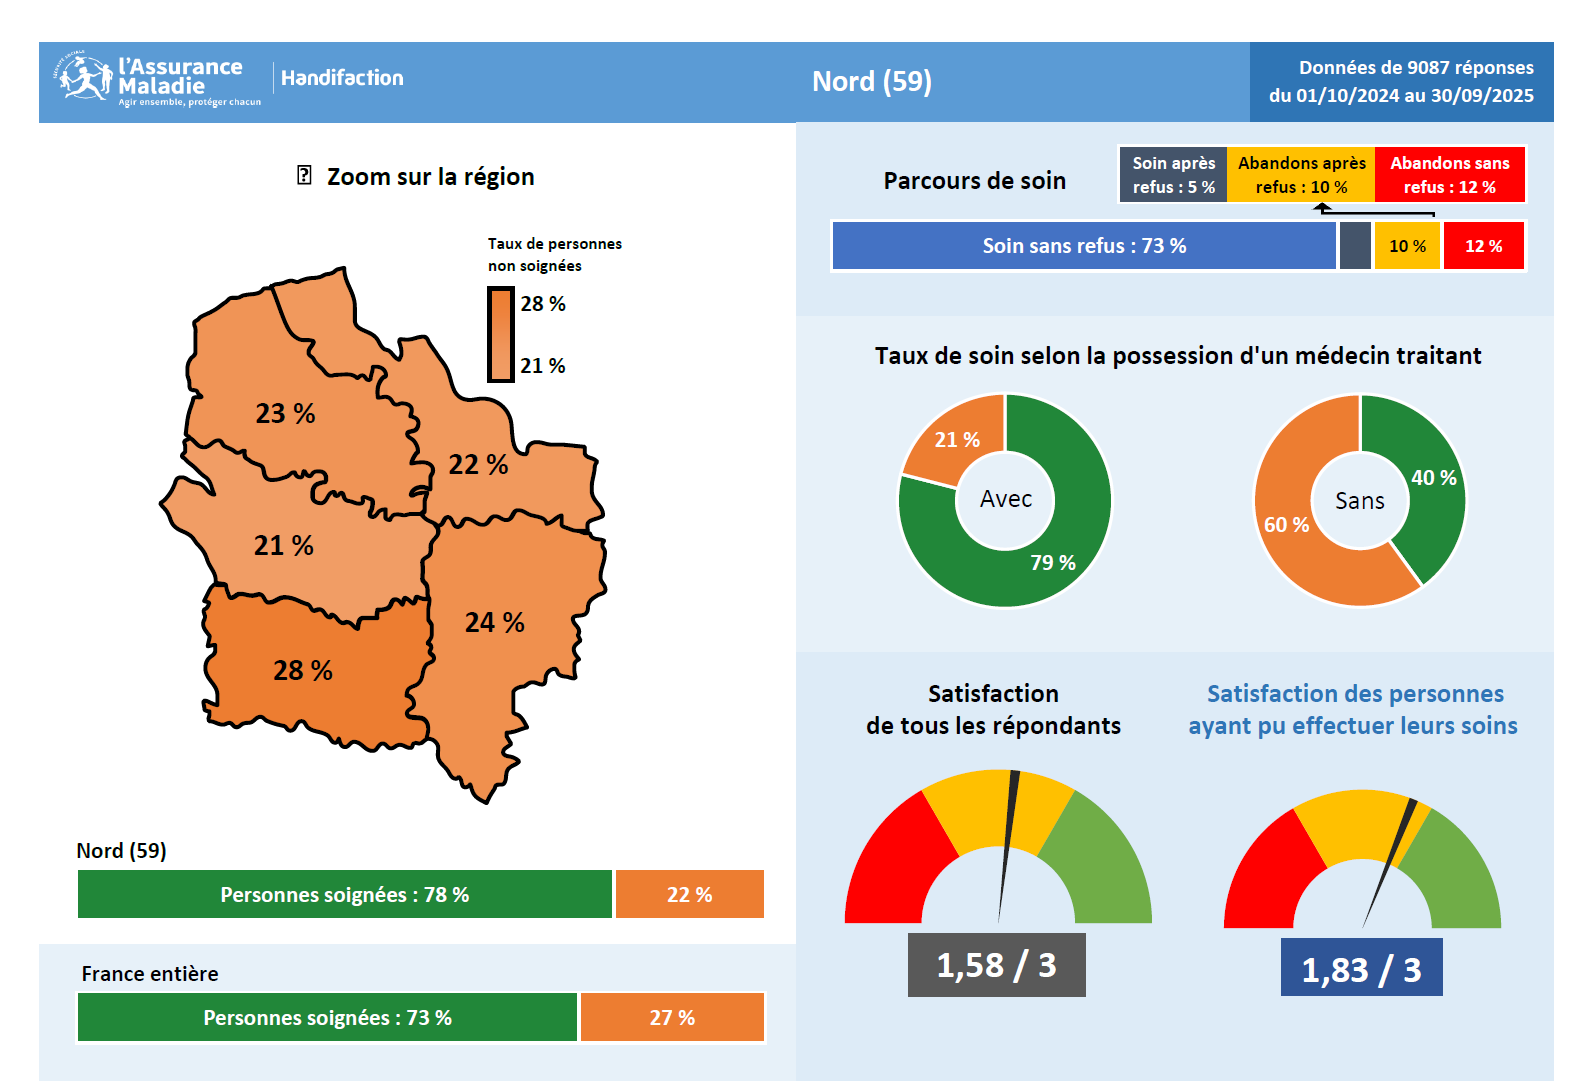 SÉCURITÉ SOCIALE
l'Assurance
Maladie
Agir ensemble, protéger chacun
Handifaction
Nord (59)
Données de 9087 réponses
du 01/10/2024 au 30/09/2025
Zoom sur la région
Taux de personnes
non soignées
28 %
21 %
23 %
22 %
21 %
24 %
28 %
Nord (59)
Personnes soignées : 78 %
22 %
France entière
Personnes soignées : 73 %
27 %
Parcours de soin
Soin après
refus : 5 %
Abandons après
refus : 10 %
Abandons sans
refus : 12 %
Soin sans refus : 73 %
10 %
12 %
Taux de soin selon la possession d'un médecin traitant
21 %
Avec
79 %
40 %
Sans
60 %
Satisfaction
de tous les répondants
1,58 / 3
Satisfaction des personnes
ayant pu effectuer leurs soins
1,83 / 3